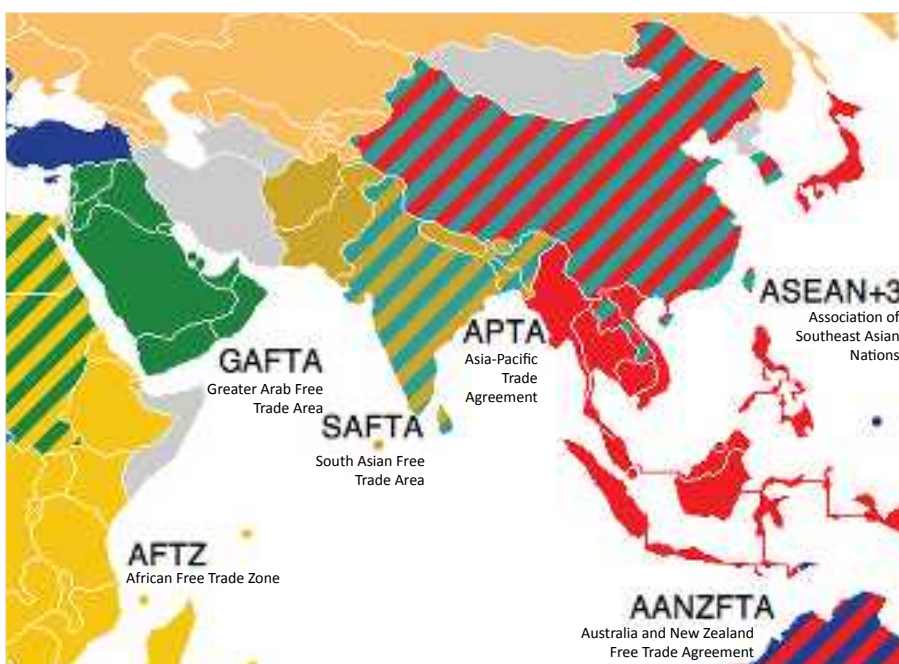 ASEAN+3
Association of
Southeast Asian
Nations
APTA
Asia-Pacific
Trade
Agreement
GAFTA
Greater Arab Free
Trade Area
SAFTA
South Asian Free
Trade Area
AFTZ
African Free Trade Zone
AANZFTA
Australia and New Zealand
Free Trade Agreement